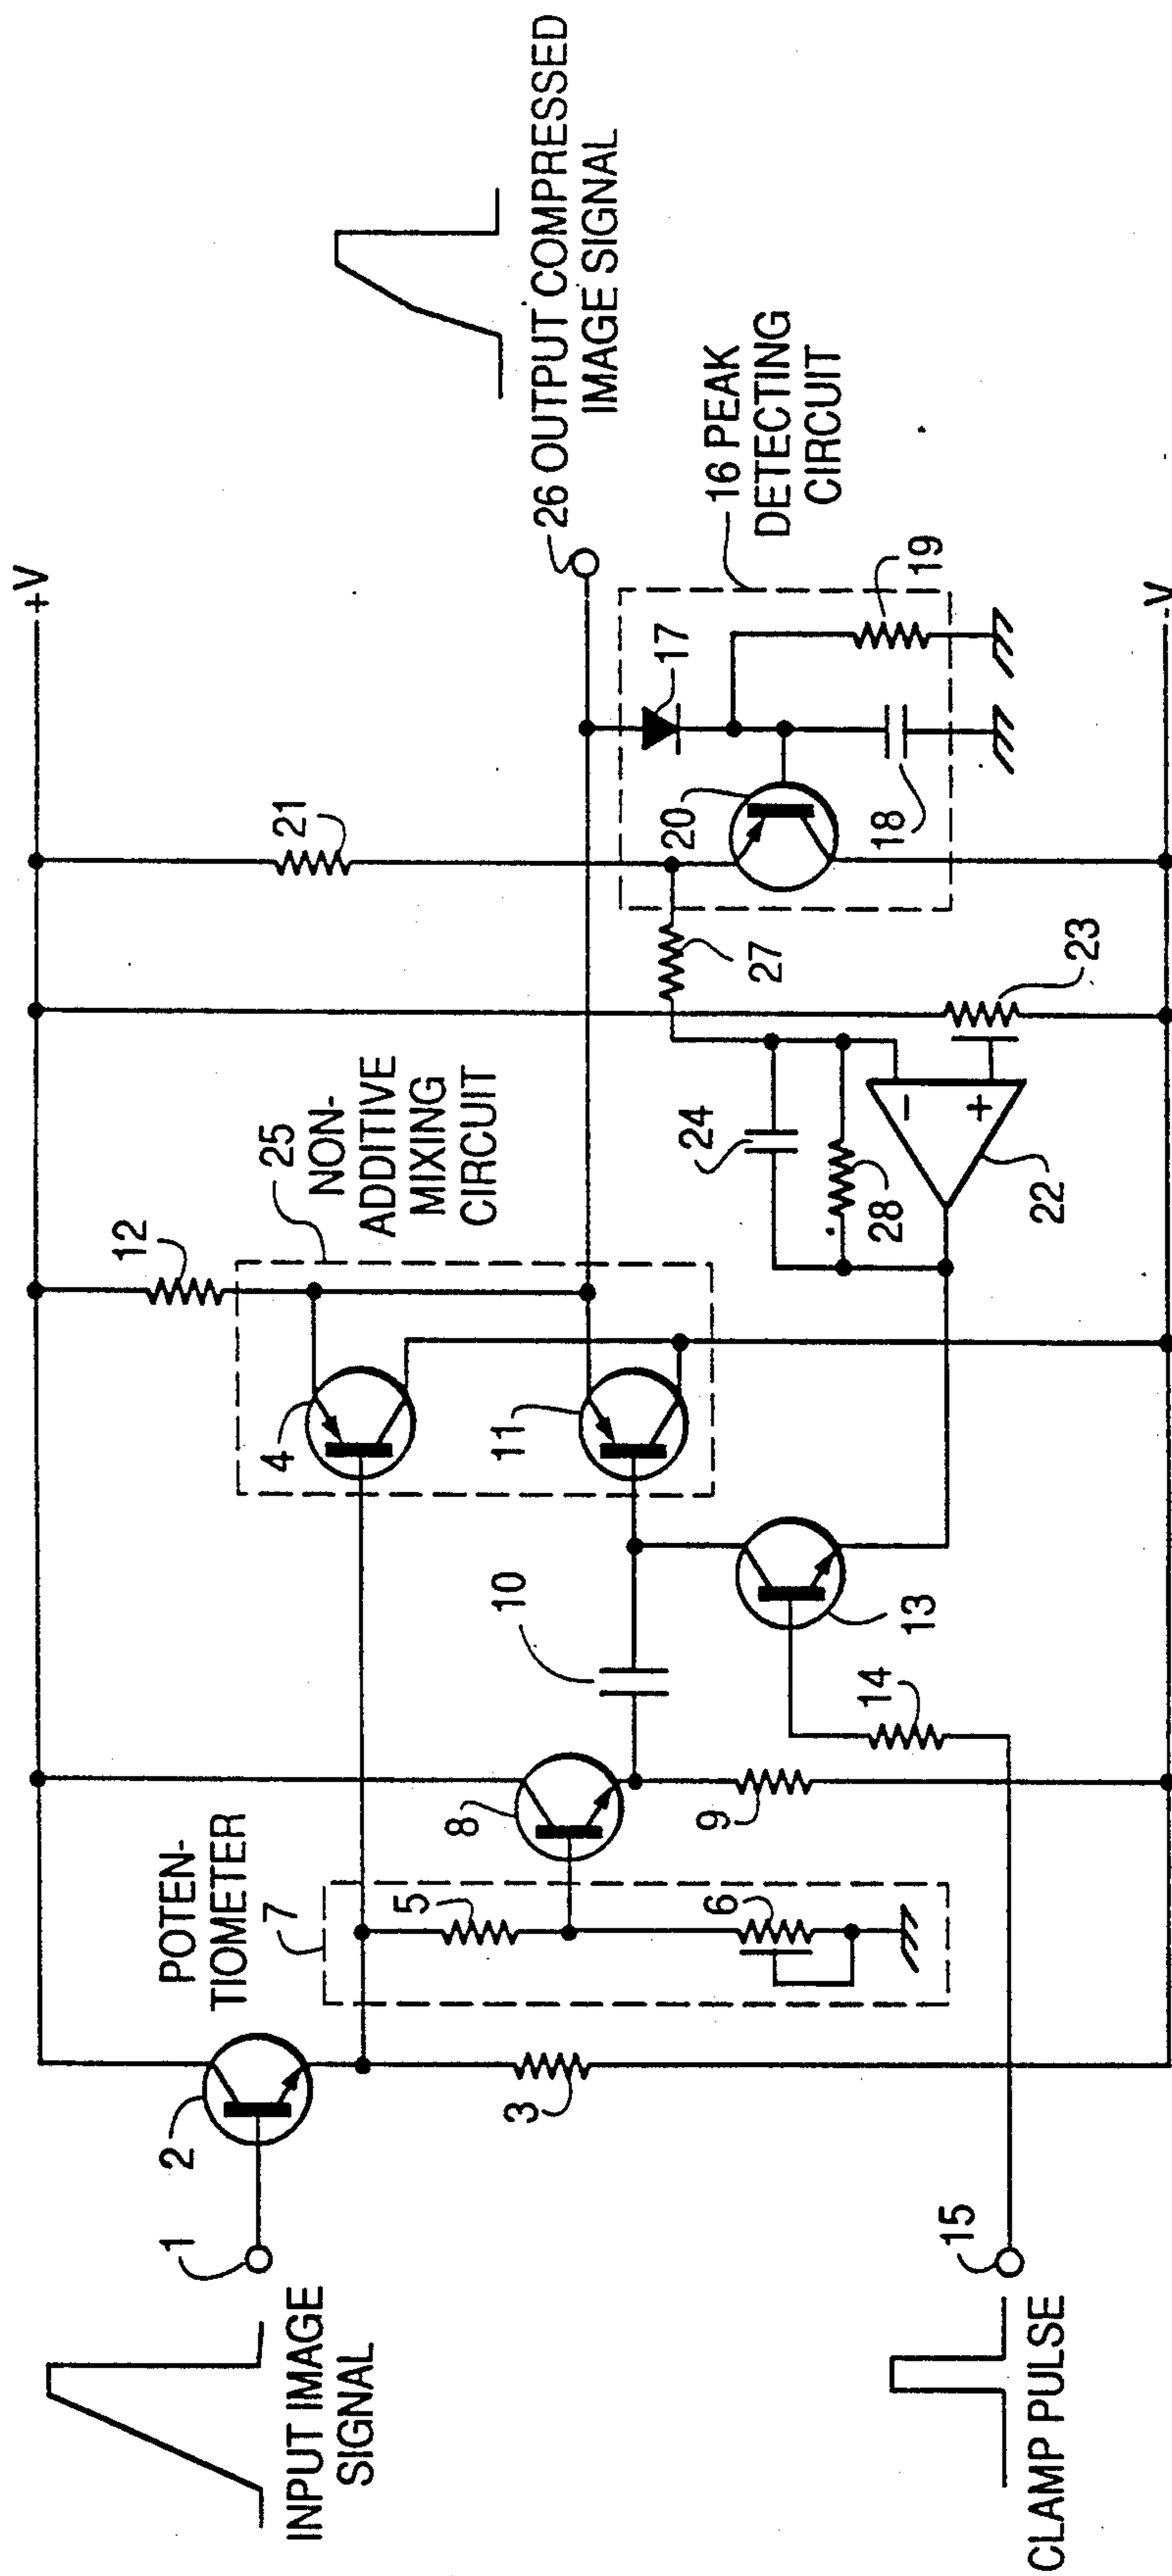 +V
-V
INPUT IMAGE
SIGNAL
1
2
3
POTEN-
TIOMETER
7
5
6
8
9
10
12
25 NON-
ADDITIVE
MIXING
CIRCUIT
4
11
13
14
15
CLAMP PULSE
21
27
24
28
-
+
22
23
20
17
18
19
16 PEAK
DETECTING
CIRCUIT
26 OUTPUT COMPRESSED
IMAGE SIGNAL